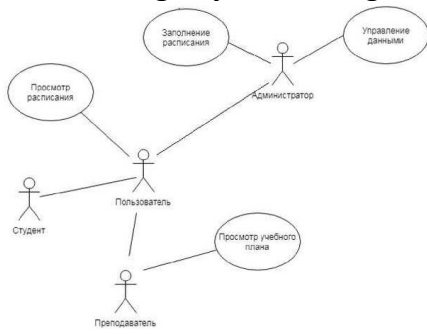 Заполнение
расписания
Управление
данными
Просмотр
расписания
Администратор
Пользователь
Студент
Просмотр учебного
плана
Преподаватель